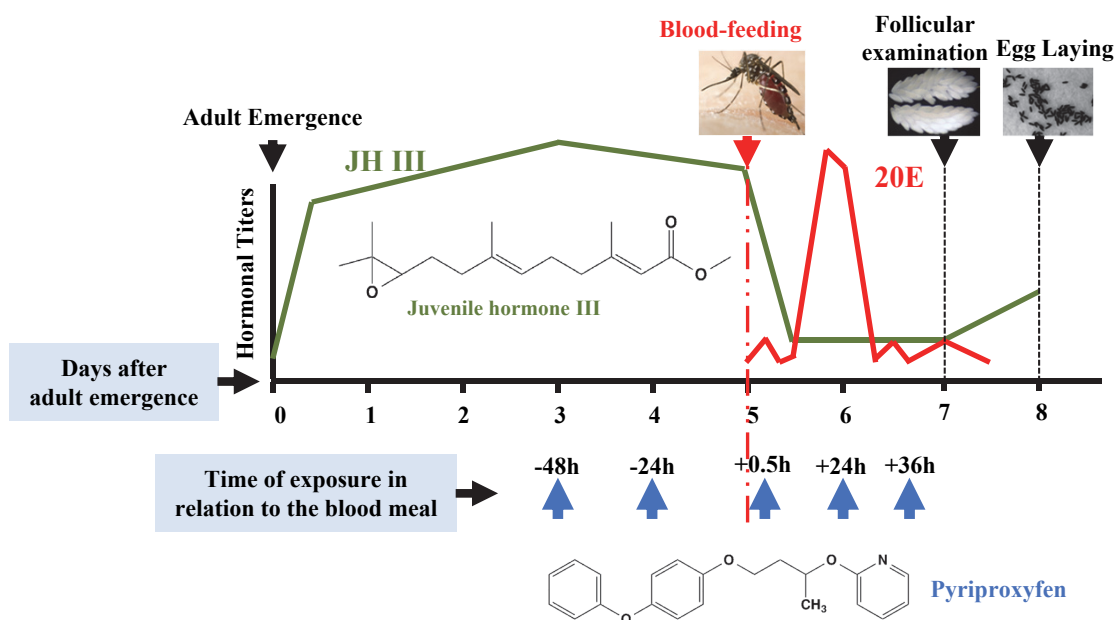 Blood-feeding
Follicular
examination
Egg Laying
Adult Emergence
JH III
20E
Hormonal Titers
O
O
O
Juvenile hormone III
Days after
adult emergence
0 1 2 3 4 5 6 7 8
Time of exposure in
relation to the blood meal
-48h -24h +0.5h +24h +36h
O O N
CH3
O
Pyriproxyfen